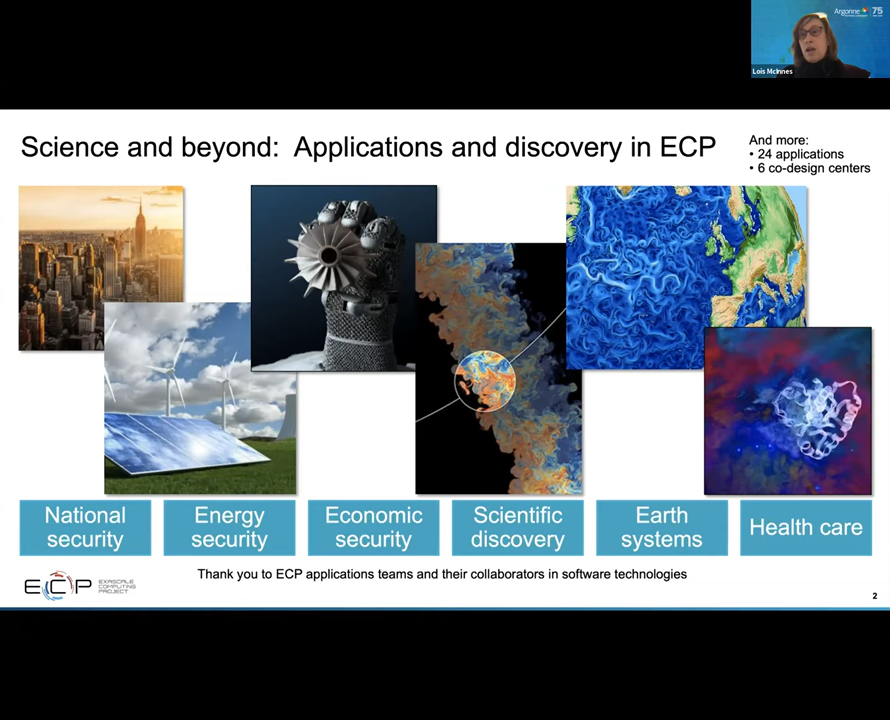 Argonne 75
Lois McInnes
Science and beyond: Applications and discovery in ECP
And more:
• 24 applications
• 6 co-design centers
National
security
Energy
security
Economic
security
Scientific
discovery
Earth
systems
Health care
Thank you to ECP applications teams and their collaborators in software technologies
ECP
EXASCALE
COMPUTING
PROJECT
2